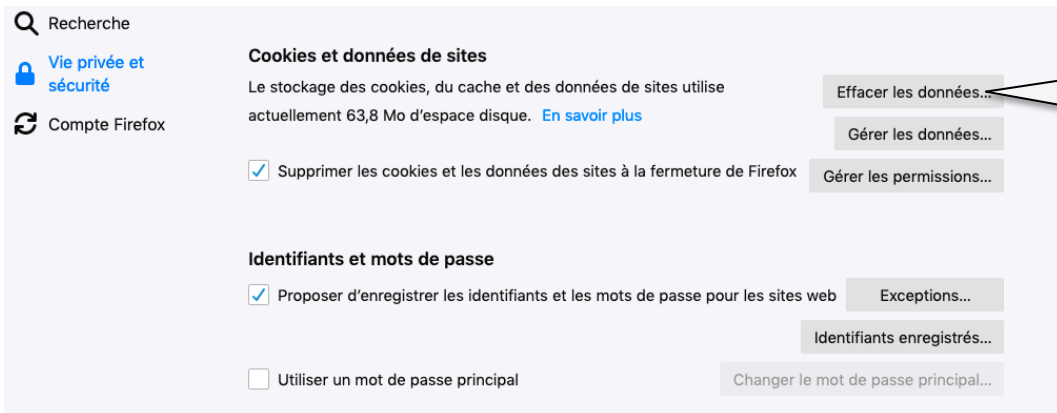 Recherche
Vie privée et
sécurité
Compte Firefox
Cookies et données de sites
Le stockage des cookies, du cache et des données de sites utilise
actuellement 63,8 Mo d’espace disque. En savoir plus
Effacer les données...
Gérer les données...
Supprimer les cookies et les données des sites à la fermeture de Firefox
Gérer les permissions...
Identifiants et mots de passe
Proposer d’enregistrer les identifiants et les mots de passe pour les sites web
Exceptions...
Identifiants enregistrés...
Utiliser un mot de passe principal
Changer le mot de passe principal...